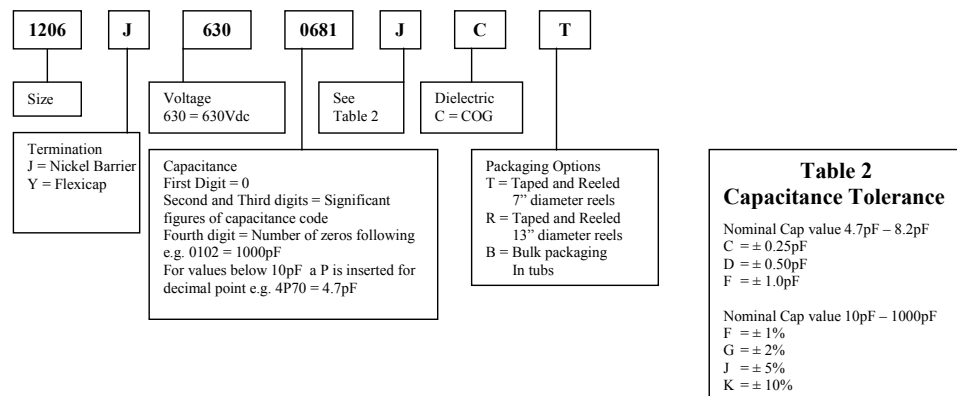 1206 J 630 0681 J C T
Size
Voltage
630 = 630Vdc
See
Table 2
Dielectric
C = COG
Termination
J = Nickel Barrier
Y = Flexicap
Capacitance
First Digit = 0
Second and Third digits = Significant
figures of capacitance code
Fourth digit = Number of zeros following
e.g. 0102 = 1000pF
For values below 10pF a P is inserted for
decimal point e.g. 4P70 = 4.7pF
Packaging Options
T = Taped and Reeled
7" diameter reels
R = Taped and Reeled
13" diameter reels
B = Bulk packaging
In tubs
Table 2
Capacitance Tolerance
Nominal Cap value 4.7pF – 8.2pF
C = ± 0.25pF
D = ± 0.50pF
F = ± 1.0pF
Nominal Cap value 10pF – 1000pF
F = ± 1%
G = ± 2%
J = ± 5%
K = ± 10%